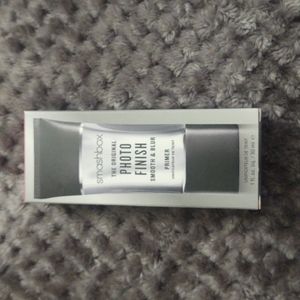 smashbox
THE ORIGINAL
PHOTO
FINISH
SMOOTH & BLUR
PRIMER